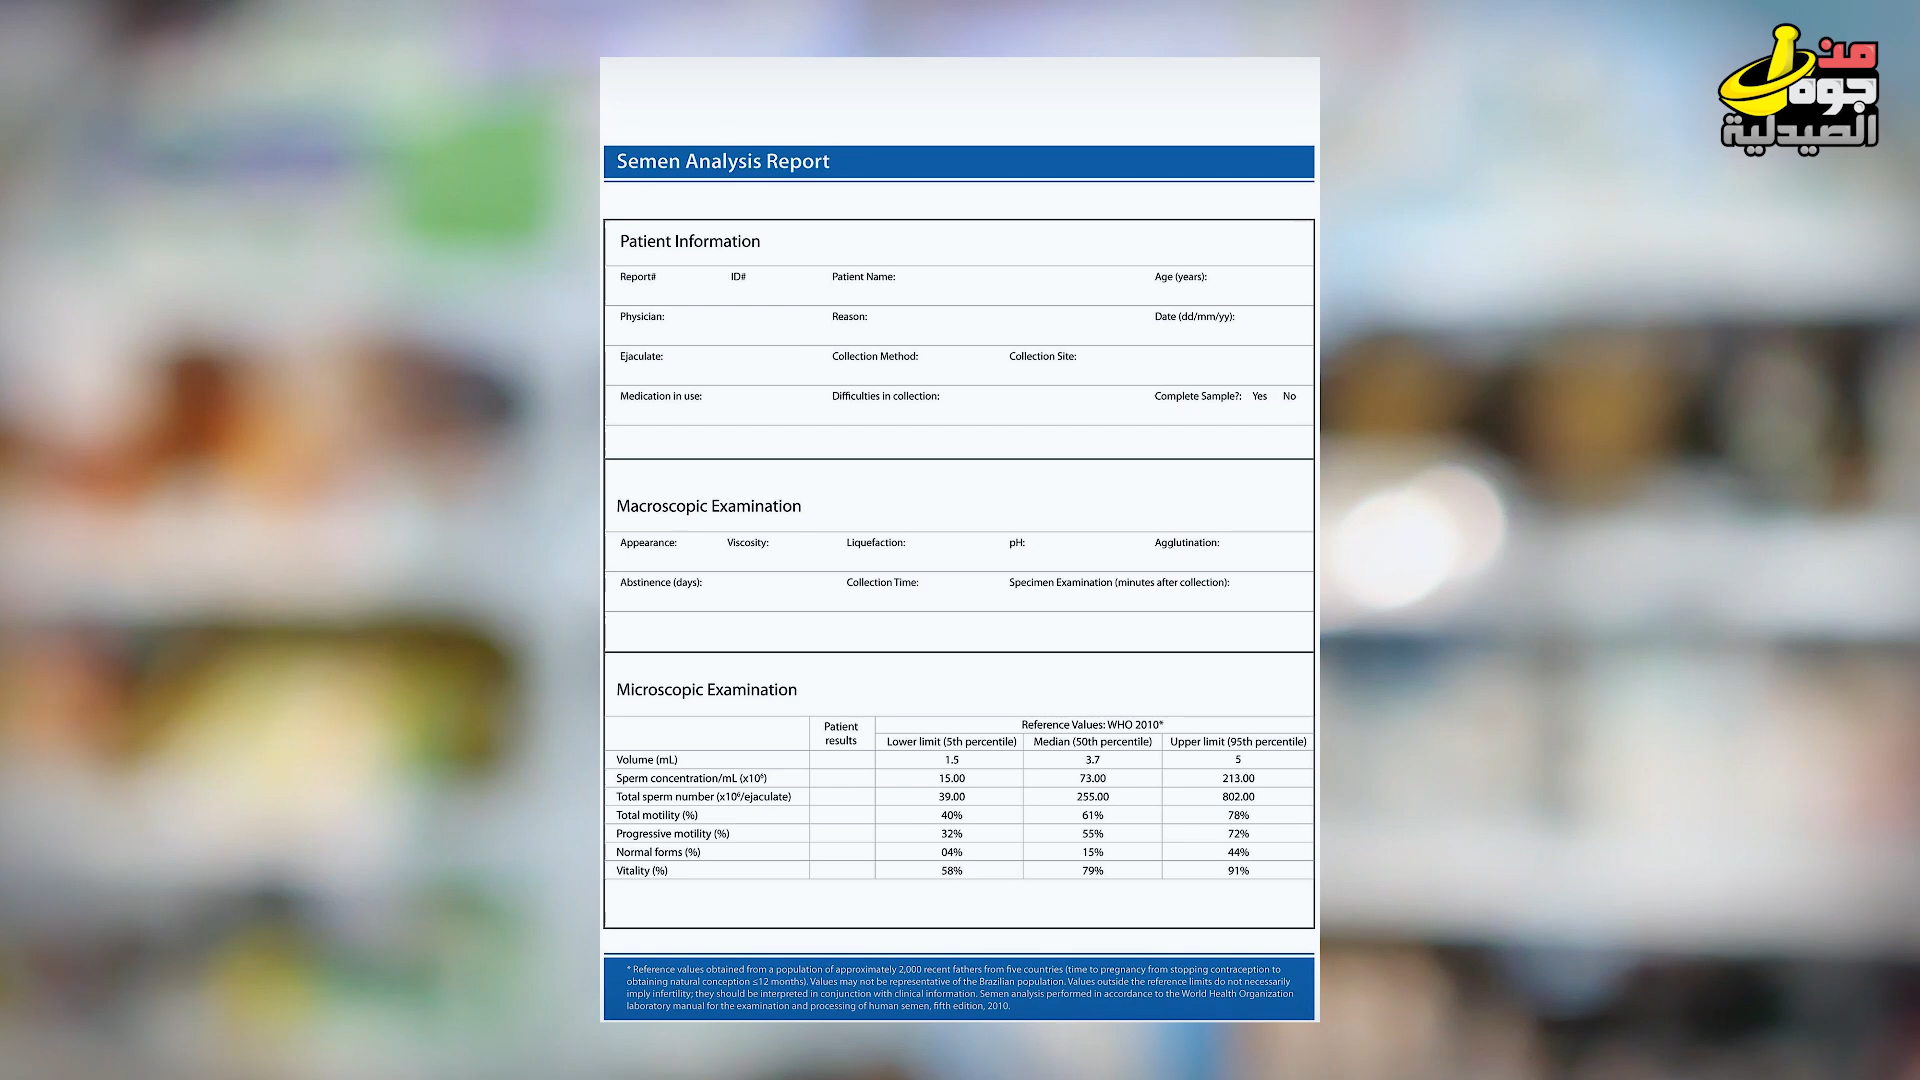 من
جوه
الصيدلية
Semen Analysis Report
Patient Information
Report# ID# Patient Name: Age (years):
Physician: Reason: Date (dd/mm/yy):
Ejaculate: Collection Method: Collection Site:
Medication in use: Difficulties in collection: Complete Sample?: Yes No
Macroscopic Examination
Appearance: Viscosity: Liquefaction: pH: Agglutination:
Abstinence (days): Collection Time: Specimen Examination (minutes after collection):
Microscopic Examination
Patient results Reference Values: WHO 2010*
Lower limit (5th percentile) Median (50th percentile) Upper limit (95th percentile)
Volume (mL) 1.5 3.7 5
Sperm concentration/mL (x10⁶) 15.00 73.00 213.00
Total sperm number (x10⁶/ejaculate) 39.00 255.00 802.00
Total motility (%) 40% 61% 78%
Progressive motility (%) 32% 55% 72%
Normal forms (%) 04% 15% 44%
Vitality (%) 58% 79% 91%
* Reference values obtained from a population of approximately 2,000 recent fathers from five countries (time to pregnancy from stopping contraception to
obtaining natural conception ≤12 months). Values may not be representative of the Brazilian population. Values outside the reference limits do not necessarily
imply infertility; they should be interpreted in conjunction with clinical information. Semen analysis performed in accordance to the World Health Organization
laboratory manual for the examination and processing of human semen, fifth edition, 2010.